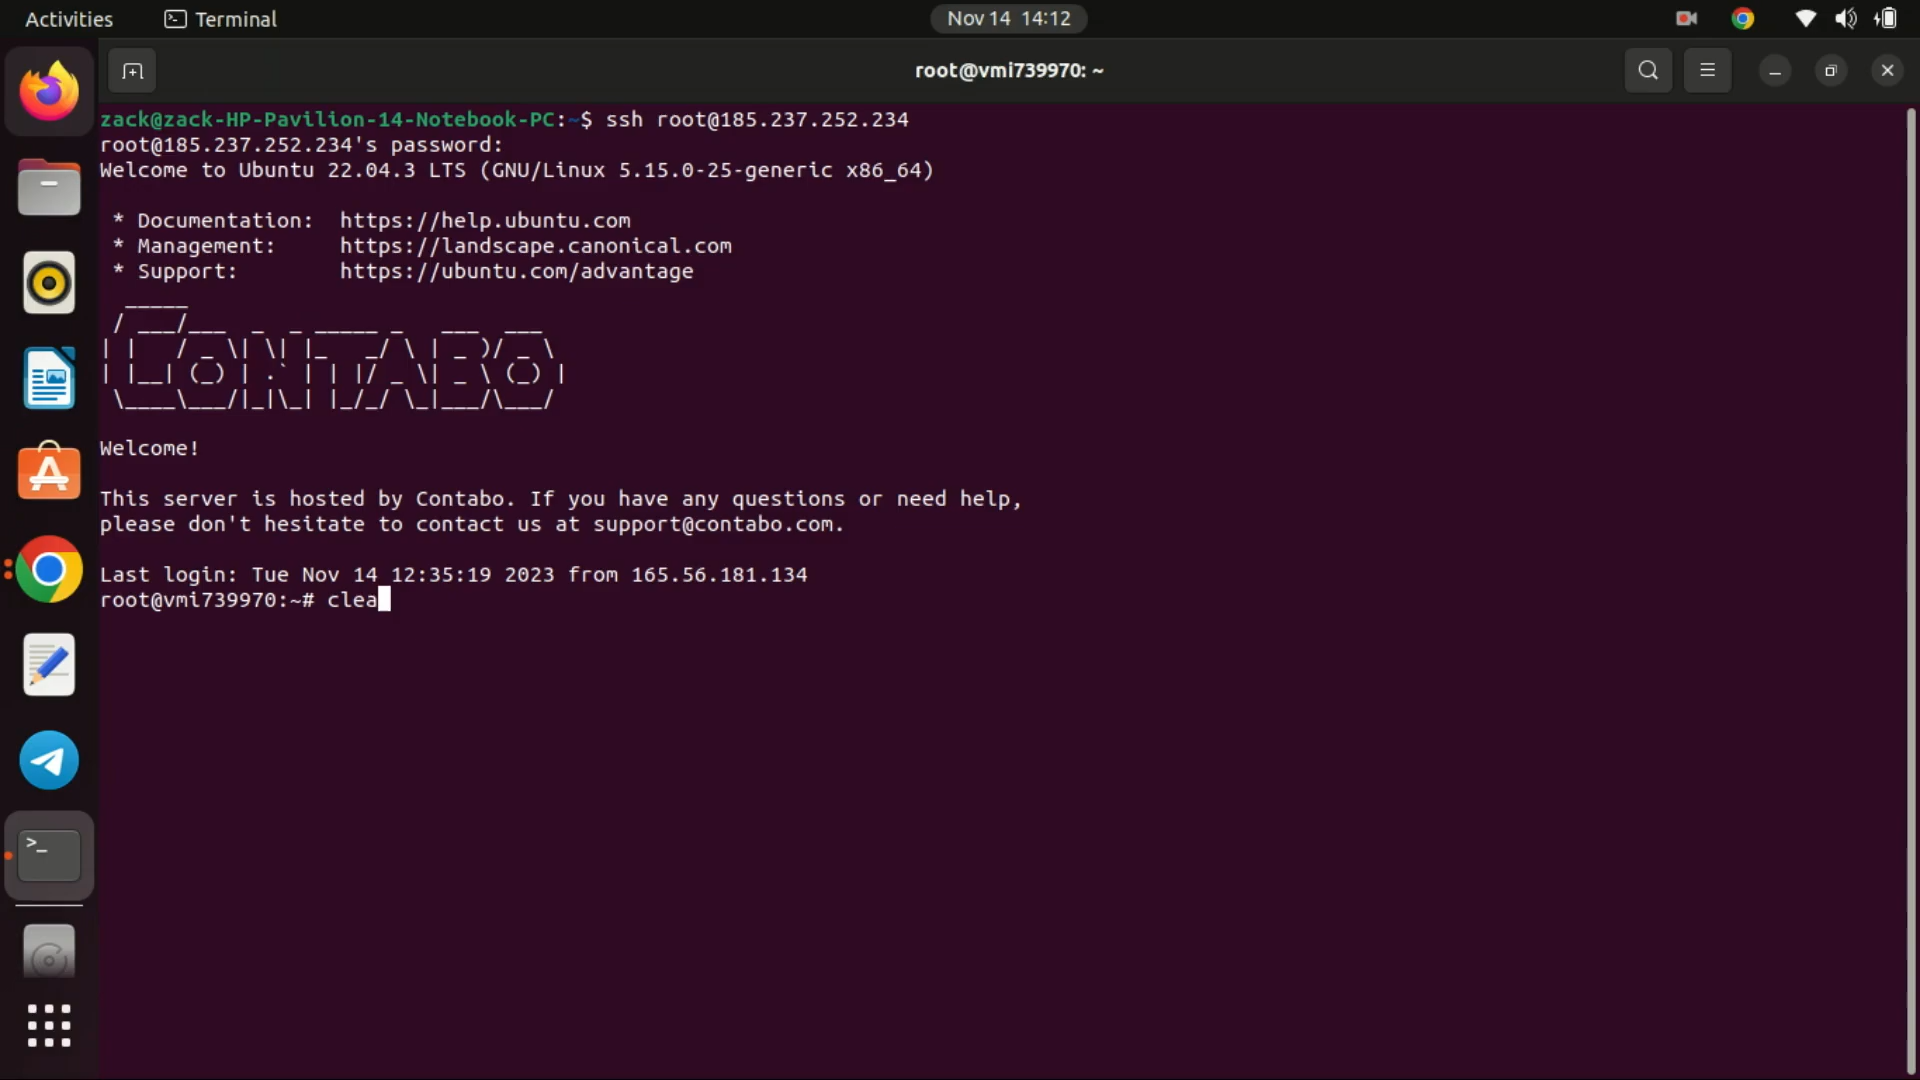 Activities Terminal Nov 14 14:12
root@vmi739970: ~
zack@zack-HP-Pavilion-14-Notebook-PC:~$ ssh root@185.237.252.234
root@185.237.252.234's password:
Welcome to Ubuntu 22.04.3 LTS (GNU/Linux 5.15.0-25-generic x86_64)
* Documentation: https://help.ubuntu.com
* Management: https://landscape.canonical.com
* Support: https://ubuntu.com/advantage
CONTABO
Welcome!
This server is hosted by Contabo. If you have any questions or need help,
please don't hesitate to contact us at support@contabo.com.
Last login: Tue Nov 14 12:35:19 2023 from 165.56.181.134
root@vmi739970:~# clea